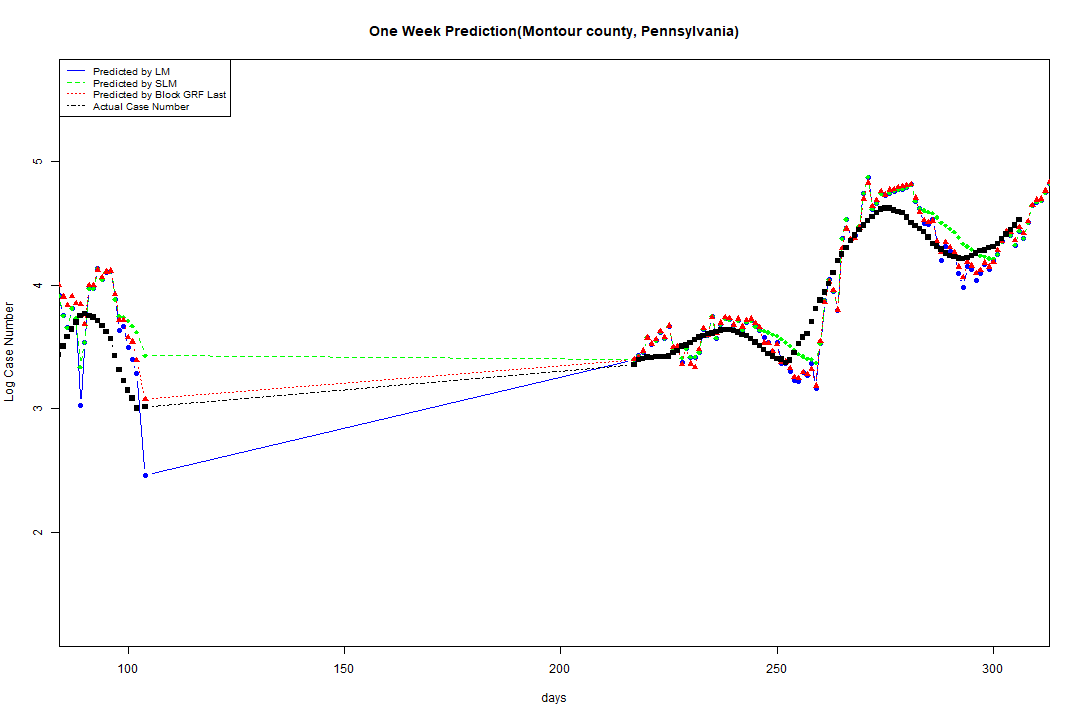 One Week Prediction(Montour county, Pennsylvania)
Predicted by LM
Predicted by SLM
Predicted by Block GRF Last
Actual Case Number
5
4
3
2
Log Case Number
100 150 200 250 300
days